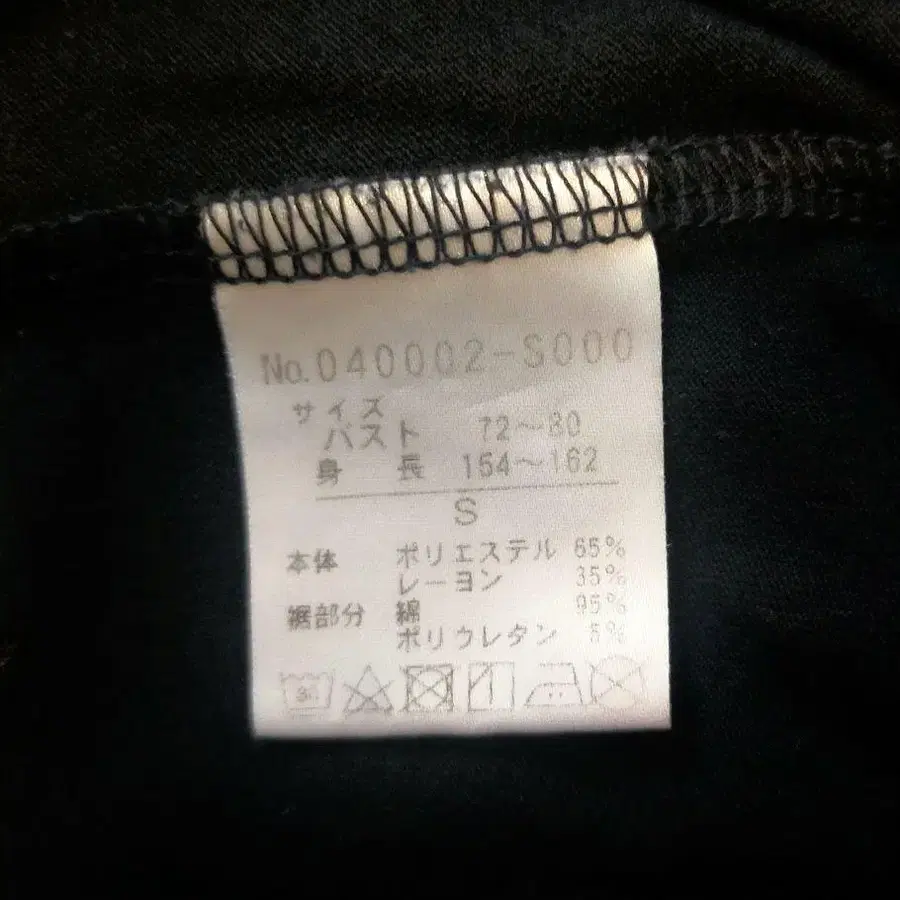 No.040002-S000
サイズ
バスト 72～80
身 長 154～162
S
本体 ポリエステル 65%
レーヨン 35%
裾部分 綿 95%
ポリウレタン 5%